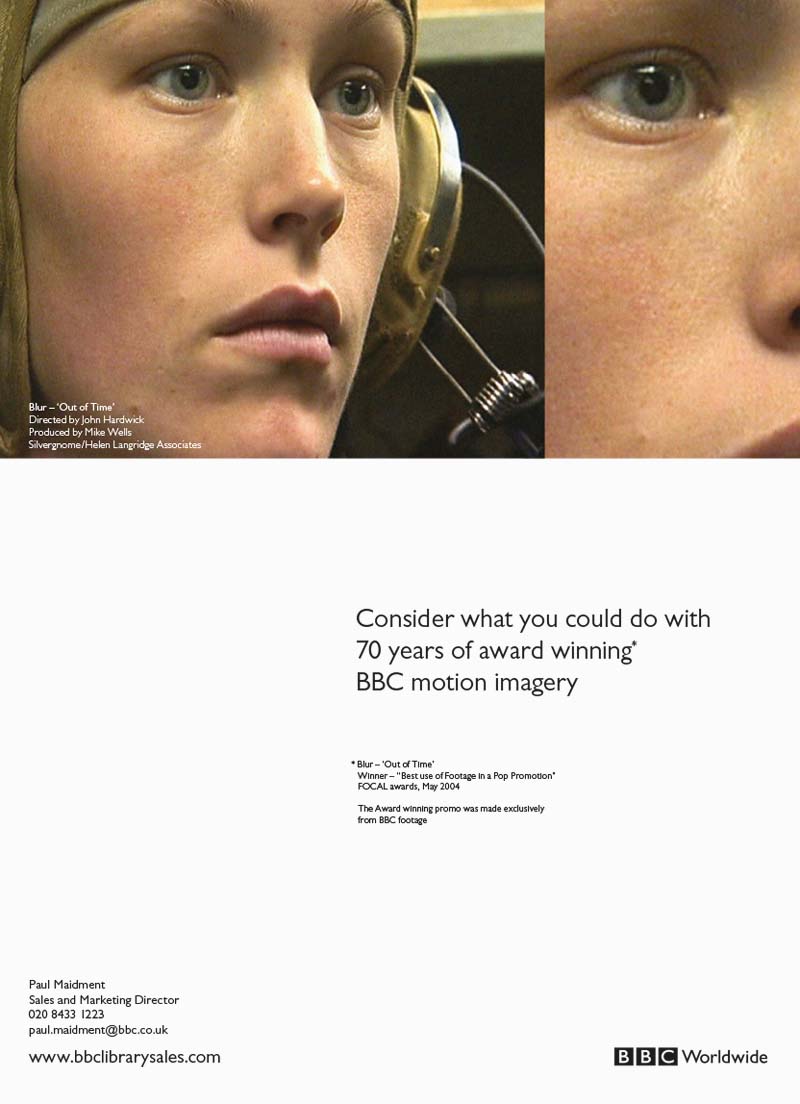 Blur – ‘Out of Time’
Directed by John Hardwick
Produced by Mike Wells
Silvergnome/Helen Langridge Associates
Consider what you could do with
70 years of award winning*
BBC motion imagery
* Blur – ‘Out of Time’
Winner – "Best use of Footage in a Pop Promotion"
FOCAL awards, May 2004
The Award winning promo was made exclusively
from BBC footage
Paul Maidment
Sales and Marketing Director
020 8433 1223
paul.maidment@bbc.co.uk
www.bbclibrarysales.com
BBC Worldwide